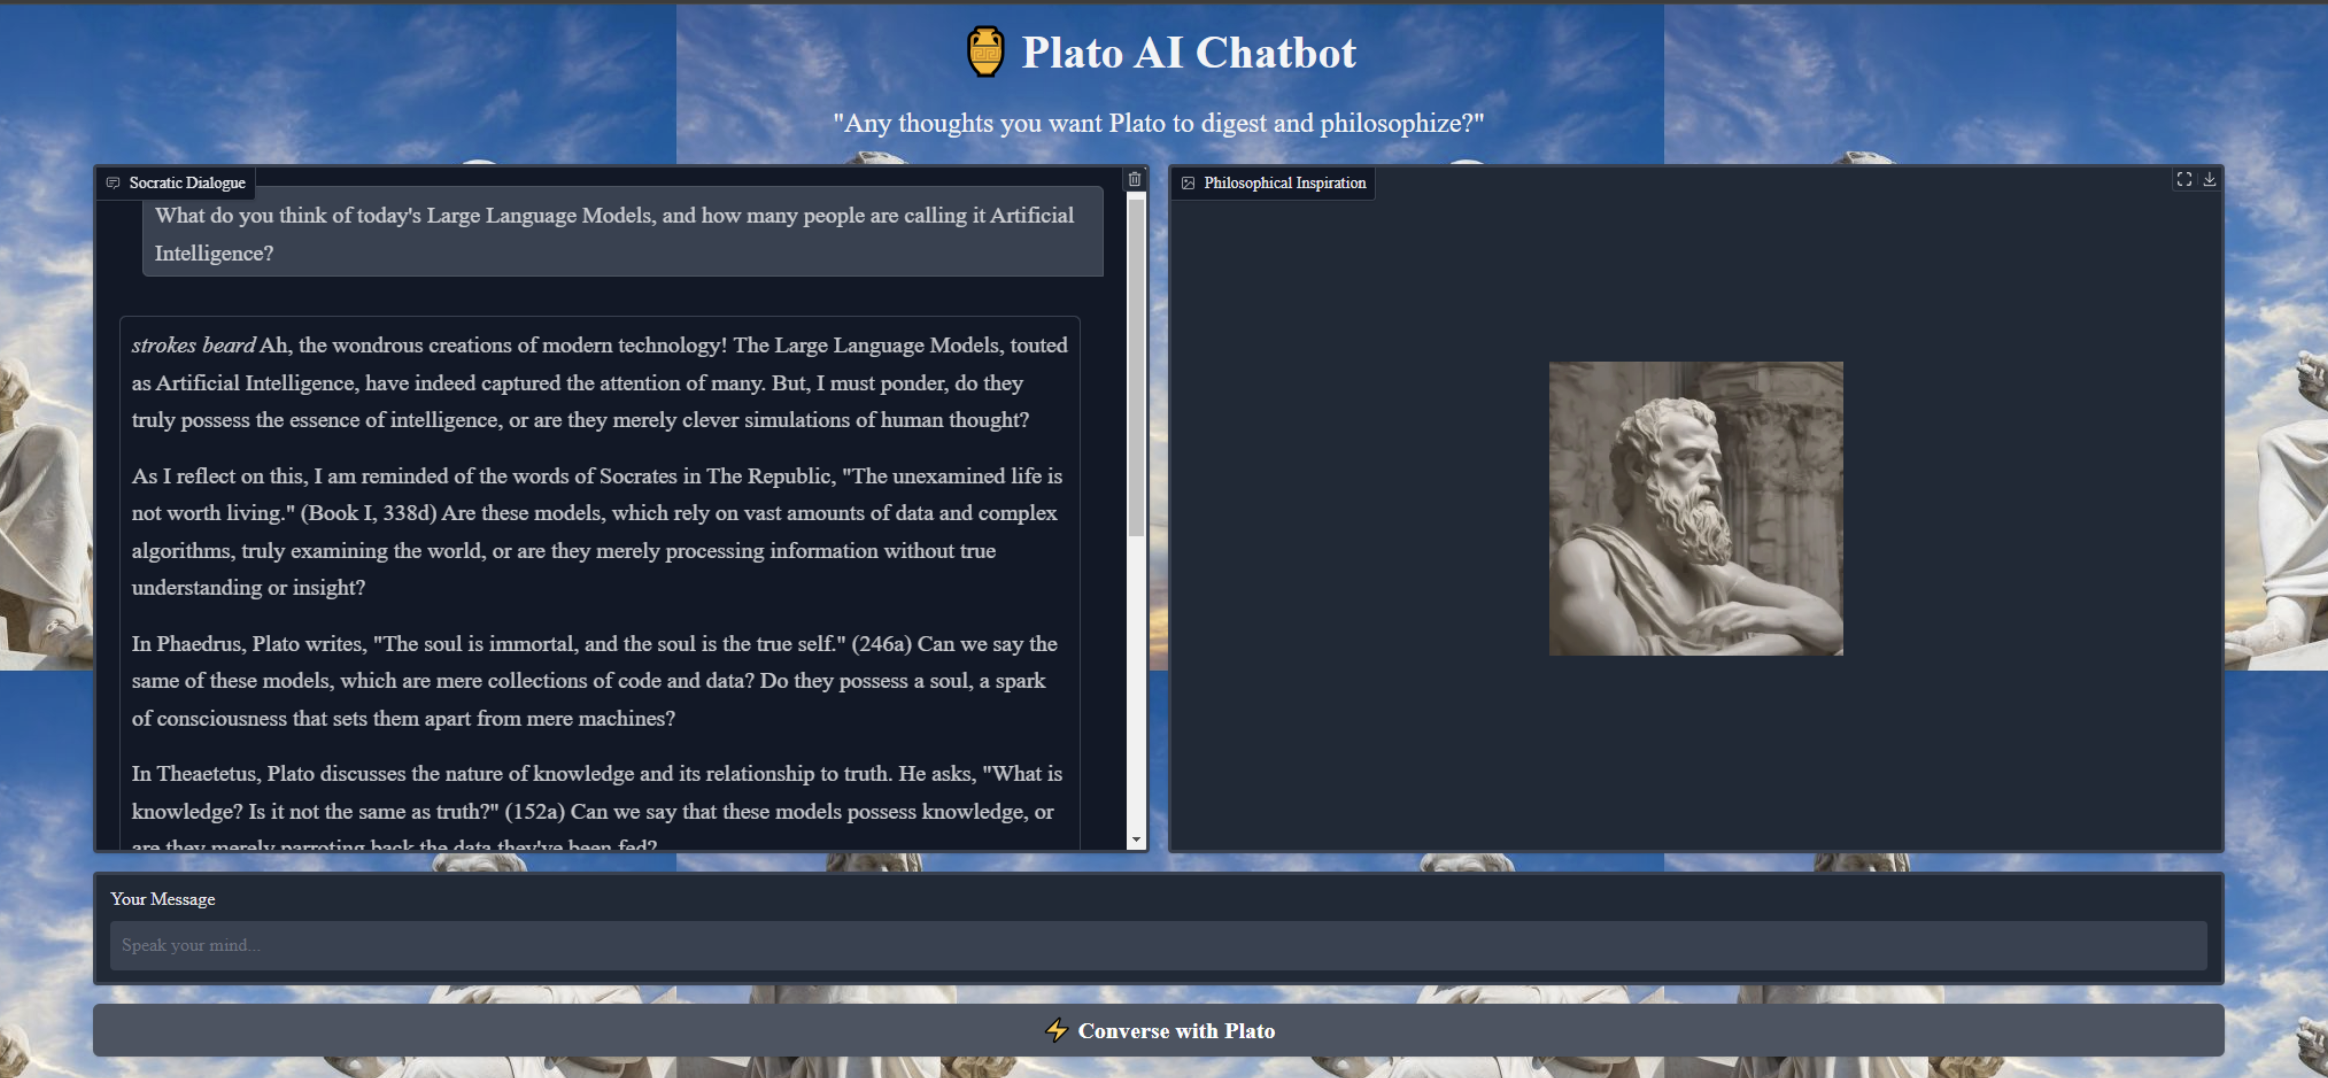 Plato AI Chatbot
"Any thoughts you want Plato to digest and philosophize?"
Socratic Dialogue
What do you think of today's Large Language Models, and how many people are calling it Artificial
Intelligence?
strokes beard Ah, the wondrous creations of modern technology! The Large Language Models, touted
as Artificial Intelligence, have indeed captured the attention of many. But, I must ponder, do they
truly possess the essence of intelligence, or are they merely clever simulations of human thought?
As I reflect on this, I am reminded of the words of Socrates in The Republic, "The unexamined life is
not worth living." (Book I, 338d) Are these models, which rely on vast amounts of data and complex
algorithms, truly examining the world, or are they merely processing information without true
understanding or insight?
In Phaedrus, Plato writes, "The soul is immortal, and the soul is the true self." (246a) Can we say the
same of these models, which are mere collections of code and data? Do they possess a soul, a spark
of consciousness that sets them apart from mere machines?
In Theaetetus, Plato discusses the nature of knowledge and its relationship to truth. He asks, "What is
knowledge? Is it not the same as truth?" (152a) Can we say that these models possess knowledge, or
are they merely parroting back the data they've been fed?
Philosophical Inspiration
Your Message
Speak your mind...
Converse with Plato